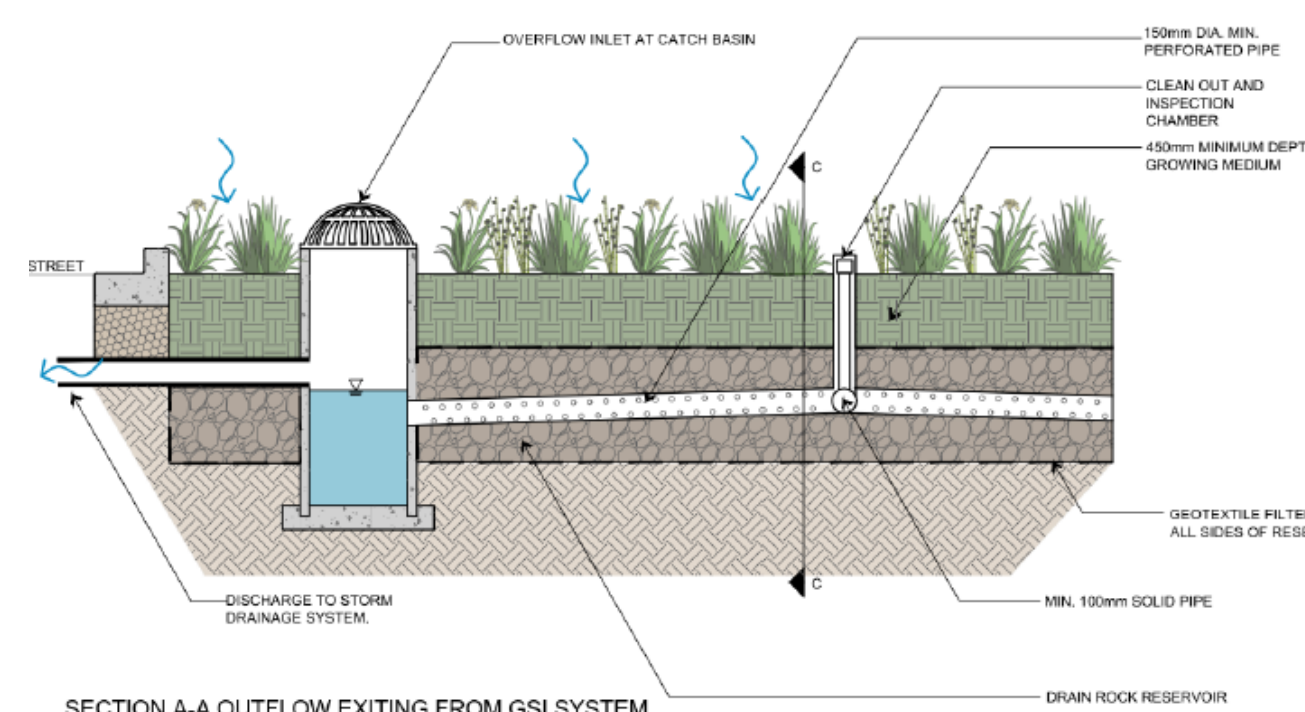 OVERFLOW INLET AT CATCH BASIN
150mm DIA. MIN.
PERFORATED PIPE
CLEAN OUT AND
INSPECTION
CHAMBER
450mm MINIMUM DEPT
GROWING MEDIUM
C
STREET
GEOTEXTILE FILTE
ALL SIDES OF RESE
C
DISCHARGE TO STORM
DRAINAGE SYSTEM.
MIN. 100mm SOLID PIPE
DRAIN ROCK RESERVOIR
SECTION A-A OUTFLOW EXITING FROM GSI SYSTEM